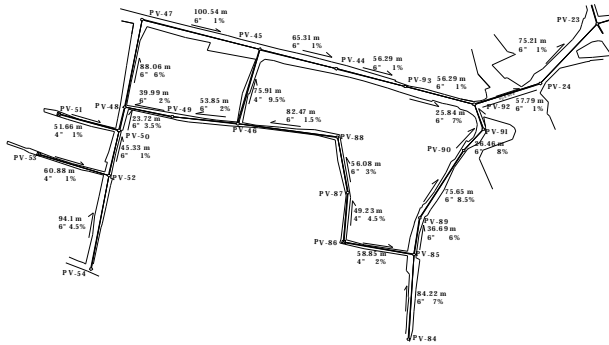 PV-47
100.54 m
6" 1%
PV-45
65.31 m
6" 1%
PV-44
56.29 m
6" 1%
PV-93
56.29 m
6" 1%
PV-23
75.21 m
6" 1%
PV-24
57.79 m
6" 1%
PV-92
88.06 m
6" 6%
39.99 m
6" 2%
PV-48
PV-49
53.85 m
6" 2%
75.91 m
4" 9.5%
PV-46
82.47 m
6" 1.5%
25.84 m
6" 7%
PV-91
26.46 m
6" 8%
PV-90
PV-88
PV-51
51.66 m
4" 1%
PV-50
23.72 m
6" 3.5%
45.33 m
6" 1%
PV-53
60.88 m
4" 1%
PV-52
56.08 m
6" 3%
PV-87
75.65 m
6" 8.5%
49.23 m
4" 4.5%
PV-89
36.69 m
6" 6%
94.1 m
6" 4.5%
PV-86
58.85 m
4" 2%
PV-85
PV-54
84.22 m
6" 7%
PV-84